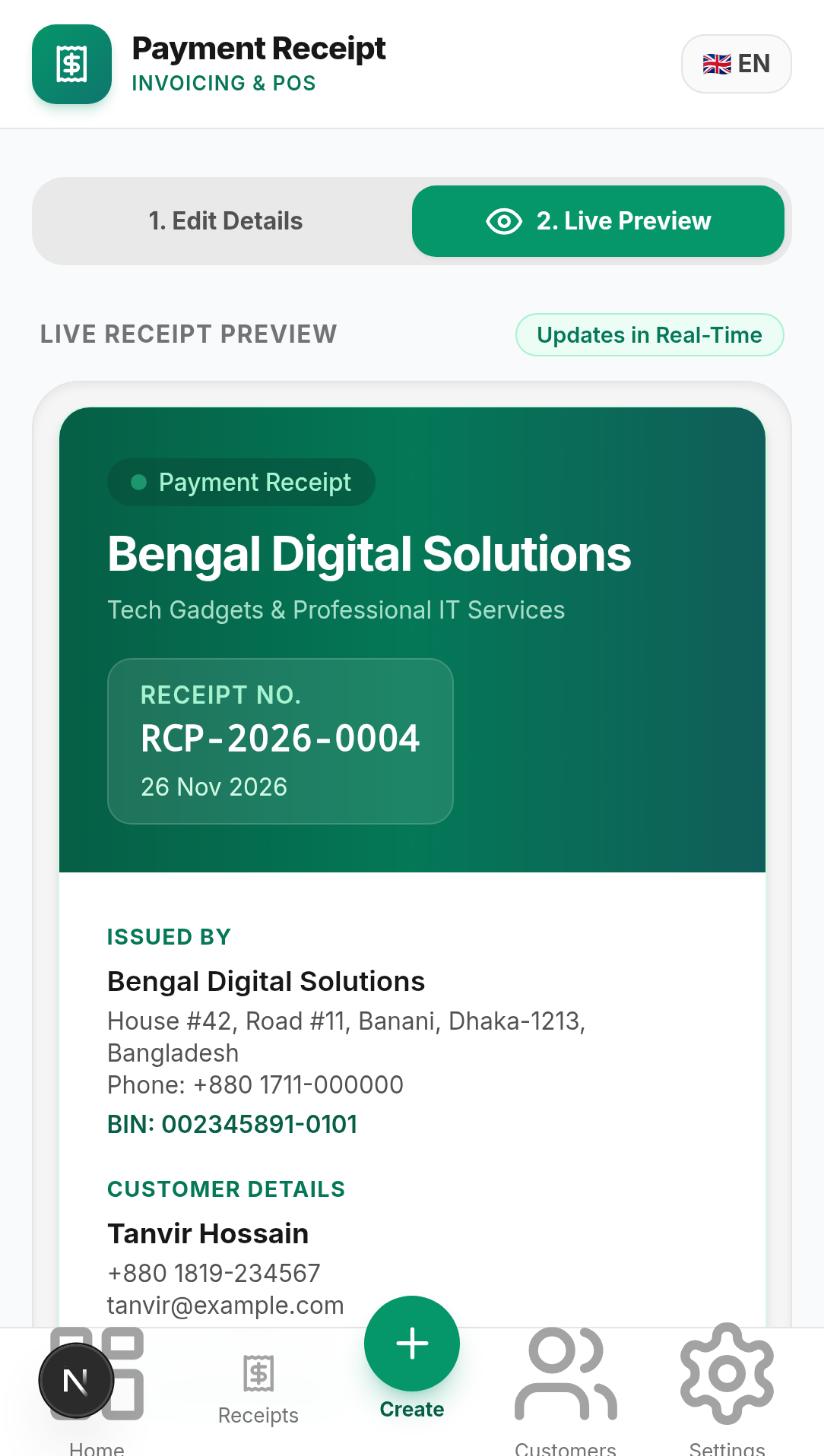 Payment Receipt
INVOICING & POS
🇬🇧 EN
1. Edit Details
2. Live Preview
LIVE RECEIPT PREVIEW
Updates in Real-Time
Payment Receipt
Bengal Digital Solutions
Tech Gadgets & Professional IT Services
RECEIPT NO.
RCP-2026-0004
26 Nov 2026
ISSUED BY
Bengal Digital Solutions
House #42, Road #11, Banani, Dhaka-1213,
Bangladesh
Phone: +880 1711-000000
BIN: 002345891-0101
CUSTOMER DETAILS
Tanvir Hossain
+880 1819-234567
tanvir@example.com
N
Home
Receipts
Create
Customers
Settings